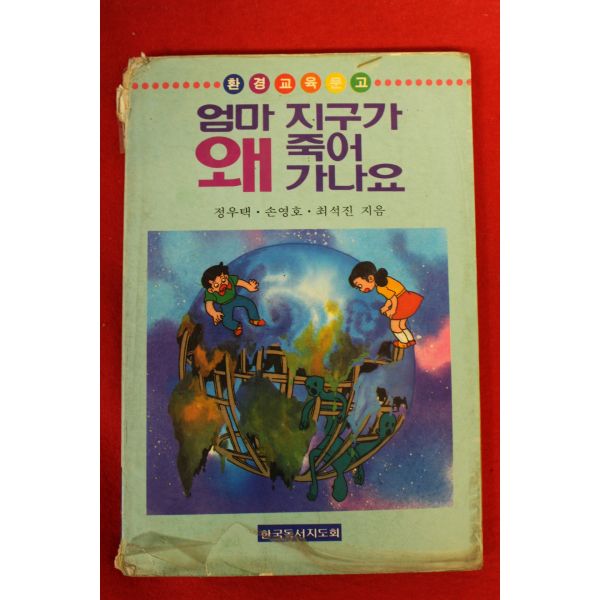 환경교육문고
엄마 지구가
왜 죽어
가나요
정우택·손영호·최석진 지음
한국독서지도회